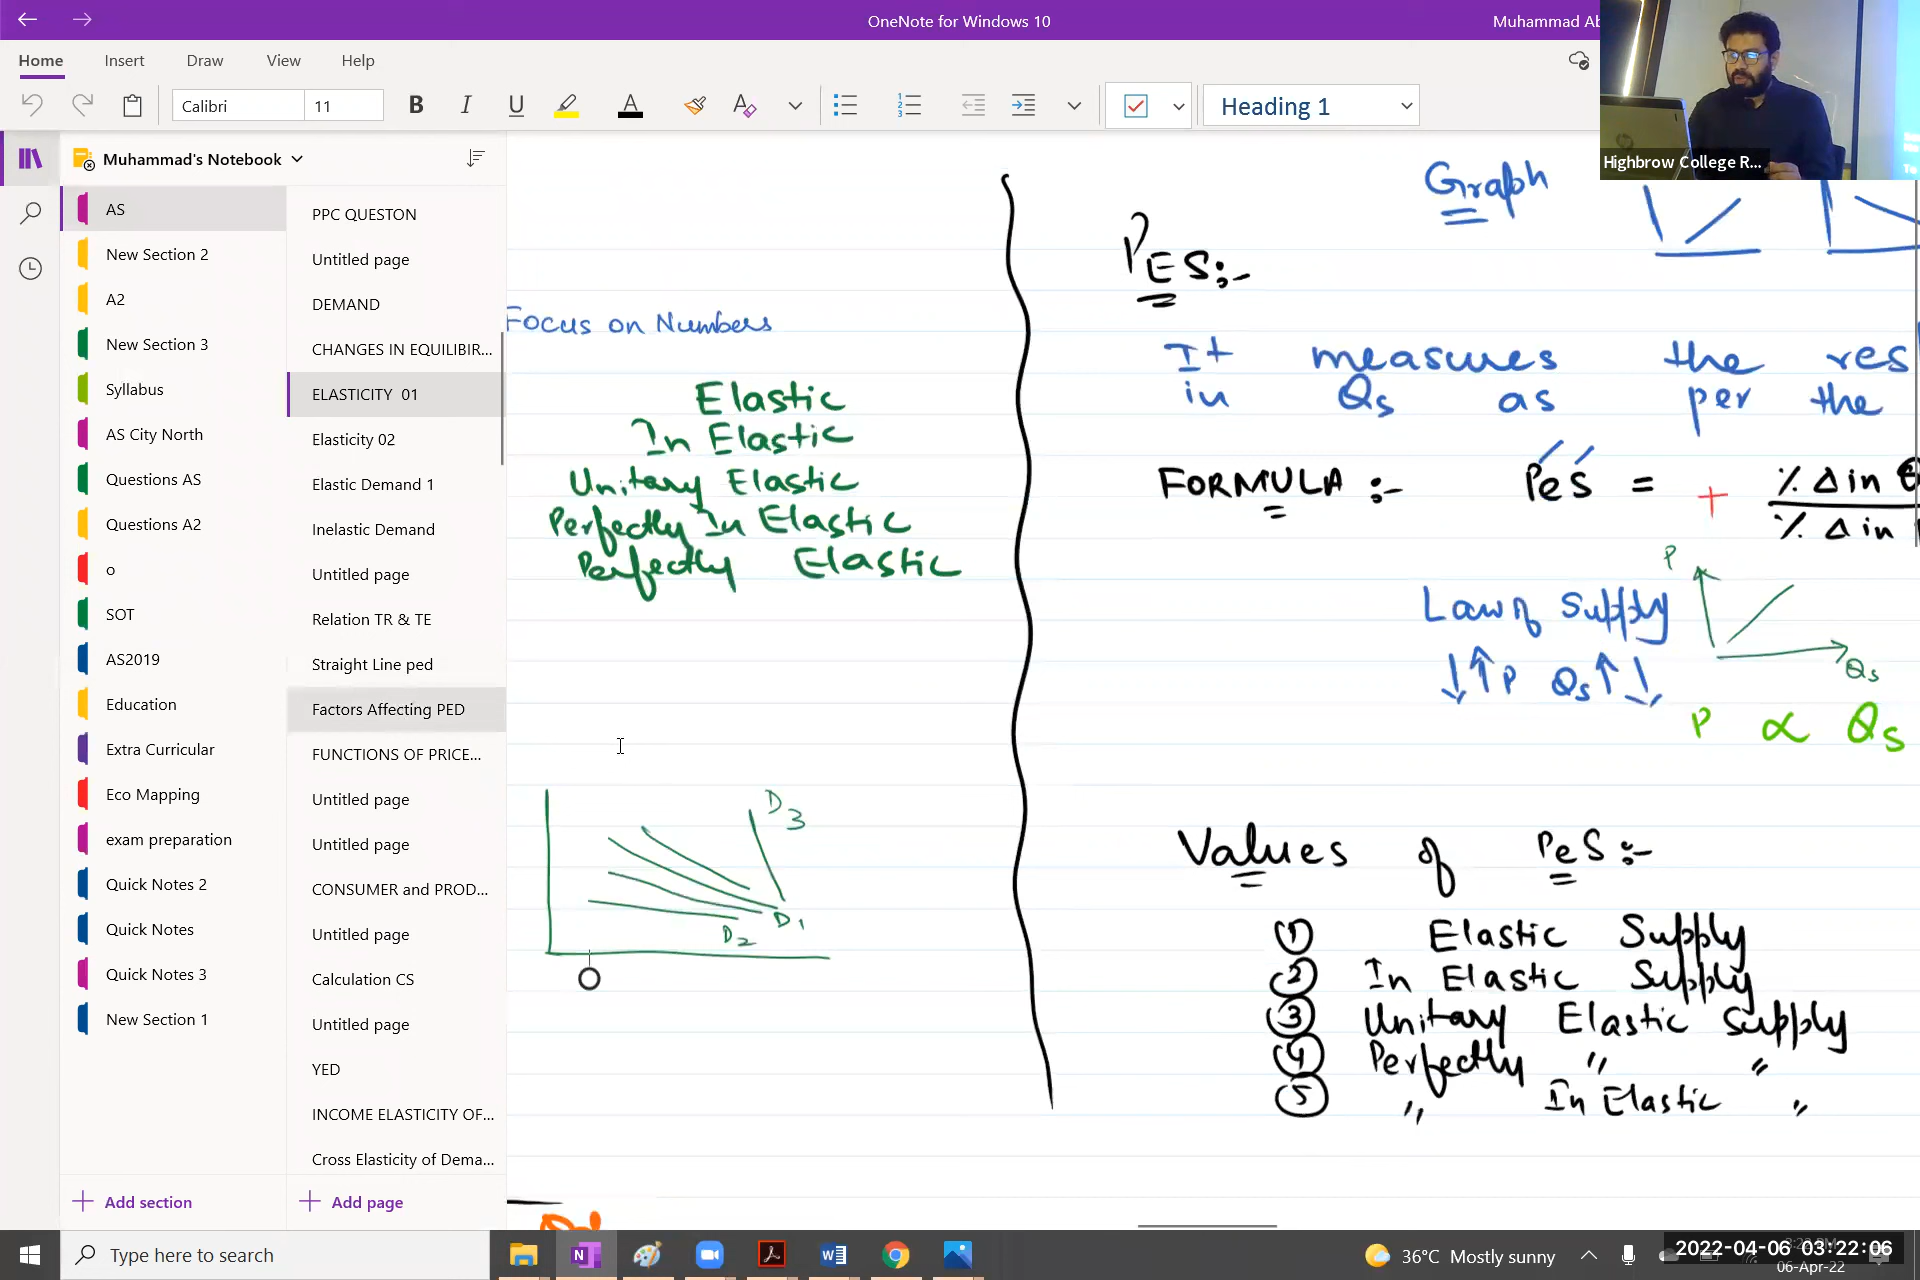 OneNote for Windows 10
Muhammad Ab
Home Insert Draw View Help
Calibri 11 B I U A Heading 1
Highbrow College R...
Muhammad's Notebook
AS
New Section 2
A2
New Section 3
Syllabus
AS City North
Questions AS
Questions A2
o
SOT
AS2019
Education
Extra Curricular
Eco Mapping
exam preparation
Quick Notes 2
Quick Notes
Quick Notes 3
New Section 1
Add section
PPC QUESTON
Untitled page
DEMAND
CHANGES IN EQUILIBIR...
ELASTICITY 01
Elasticity 02
Elastic Demand 1
Inelastic Demand
Untitled page
Relation TR & TE
Straight Line ped
Factors Affecting PED
FUNCTIONS OF PRICE...
Untitled page
Untitled page
CONSUMER and PROD...
Untitled page
Calculation CS
Untitled page
YED
INCOME ELASTICITY OF...
Cross Elasticity of Dema...
Add page
Focus on Numbers
Elastic
In Elastic
Unitary Elastic
Perfectly In Elastic
Perfectly Elastic
D3
D1
D2
Graph
PES:-
It measures the res
in Qs as per the
FORMULA :- Pes = + % Δ in Q
% Δ in
P
Law of Supply
Qs
↓↑P Qs↑↓
P ∝ Qs
Values of PeS:-
1 Elastic Supply
2 In Elastic Supply
3 Unitary Elastic Supply
4 Perfectly " "
5 " In Elastic "
Type here to search
36°C Mostly sunny
2022-04-06 03:22:06
06-Apr-22